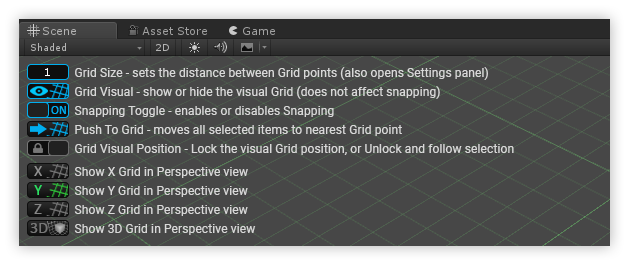 Scene Asset Store Game
Shaded 2D
1 Grid Size - sets the distance between Grid points (also opens Settings panel)
Grid Visual - show or hide the visual Grid (does not affect snapping)
ON Snapping Toggle - enables or disables Snapping
Push To Grid - moves all selected items to nearest Grid point
Grid Visual Position - Lock the visual Grid position, or Unlock and follow selection
X Show X Grid in Perspective view
Y Show Y Grid in Perspective view
Z Show Z Grid in Perspective view
3D Show 3D Grid in Perspective view